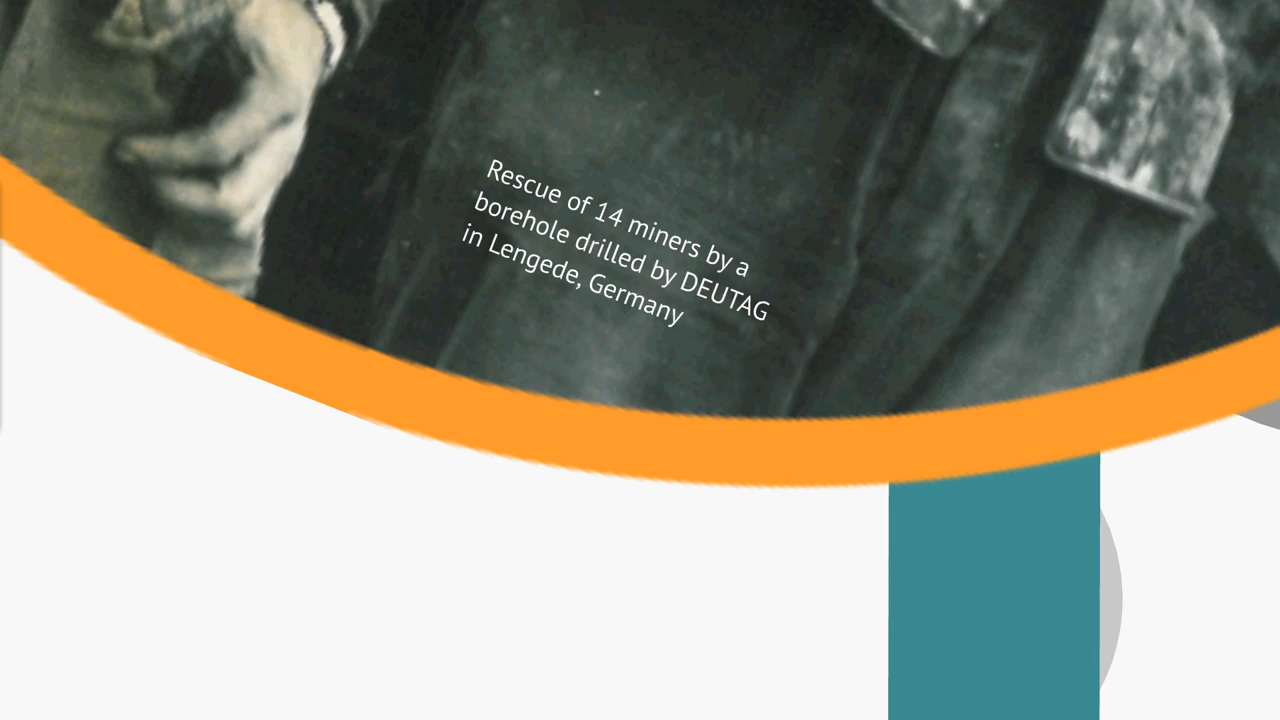 Rescue of 14 miners by a
borehole drilled by DEUTAG
in Lengede, Germany